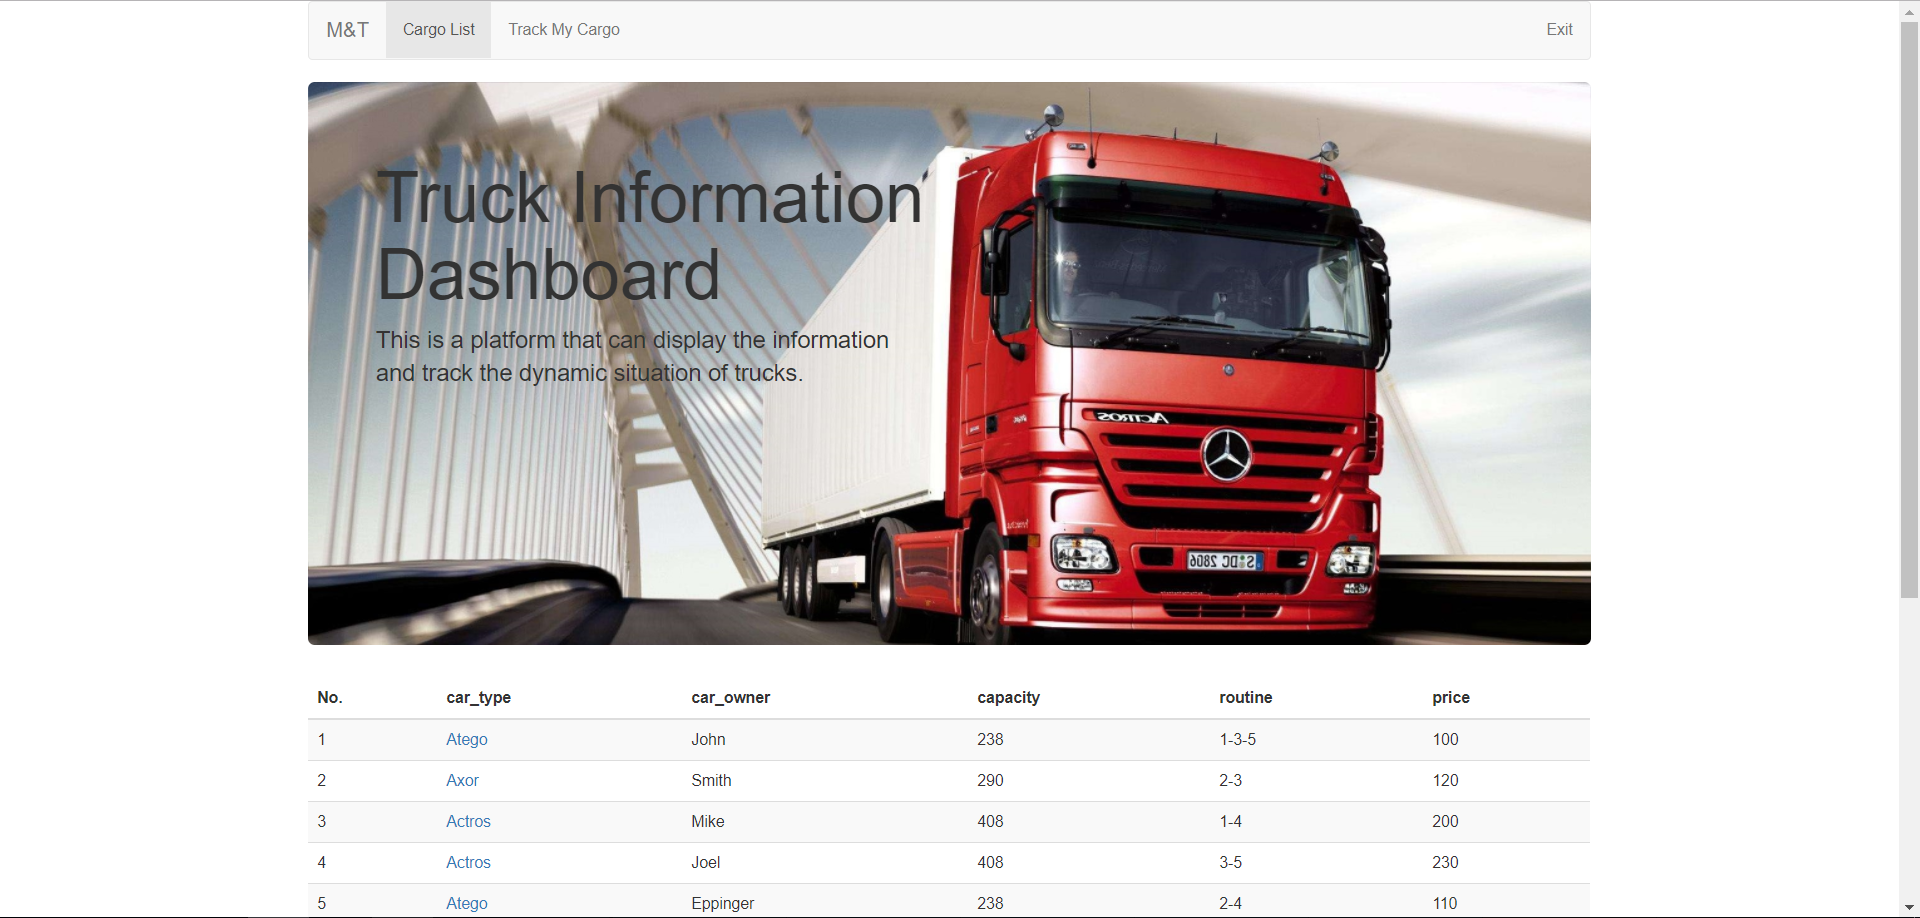 M&T Cargo List Track My Cargo Exit
Truck Information
Dashboard
This is a platform that can display the information
and track the dynamic situation of trucks.
ACTROS
S DC 2806
No. car_type car_owner capacity routine price
1 Atego John 238 1-3-5 100
2 Axor Smith 290 2-3 120
3 Actros Mike 408 1-4 200
4 Actros Joel 408 3-5 230
5 Atego Eppinger 238 2-4 110